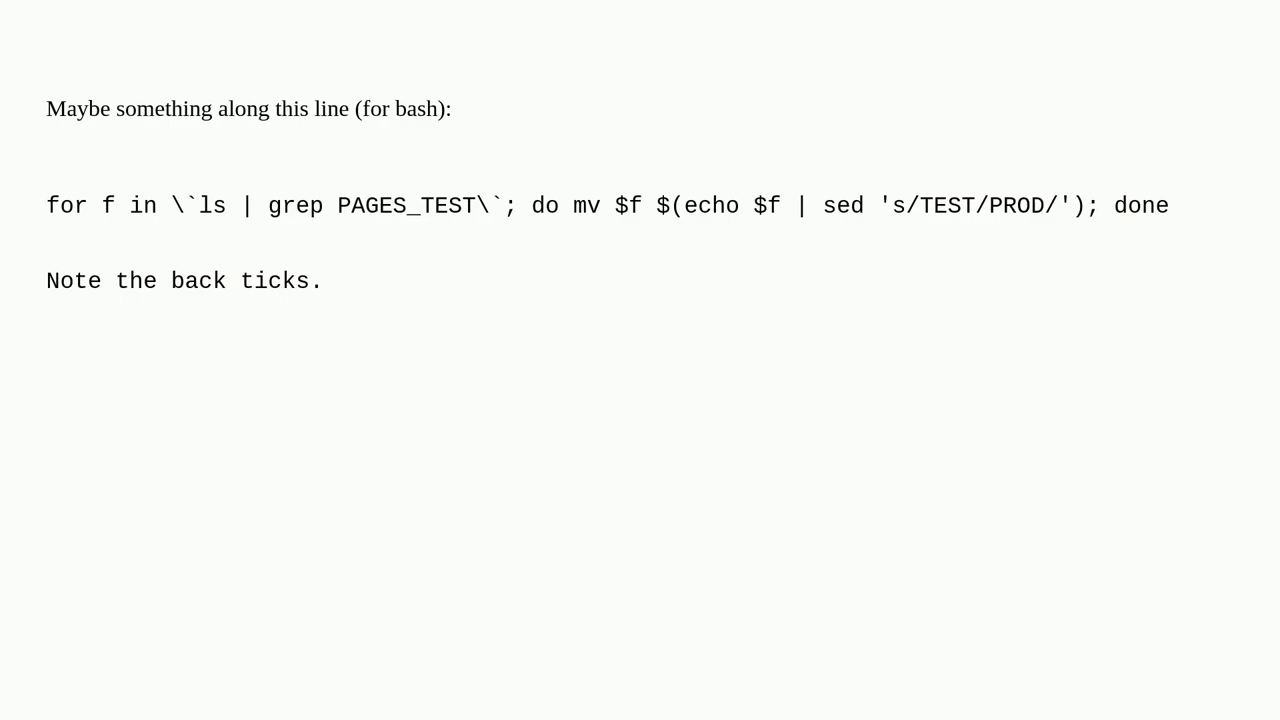 Maybe something along this line (for bash):
for f in \`ls | grep PAGES_TEST\`; do mv $f $(echo $f | sed 's/TEST/PROD/'); done
Note the back ticks.